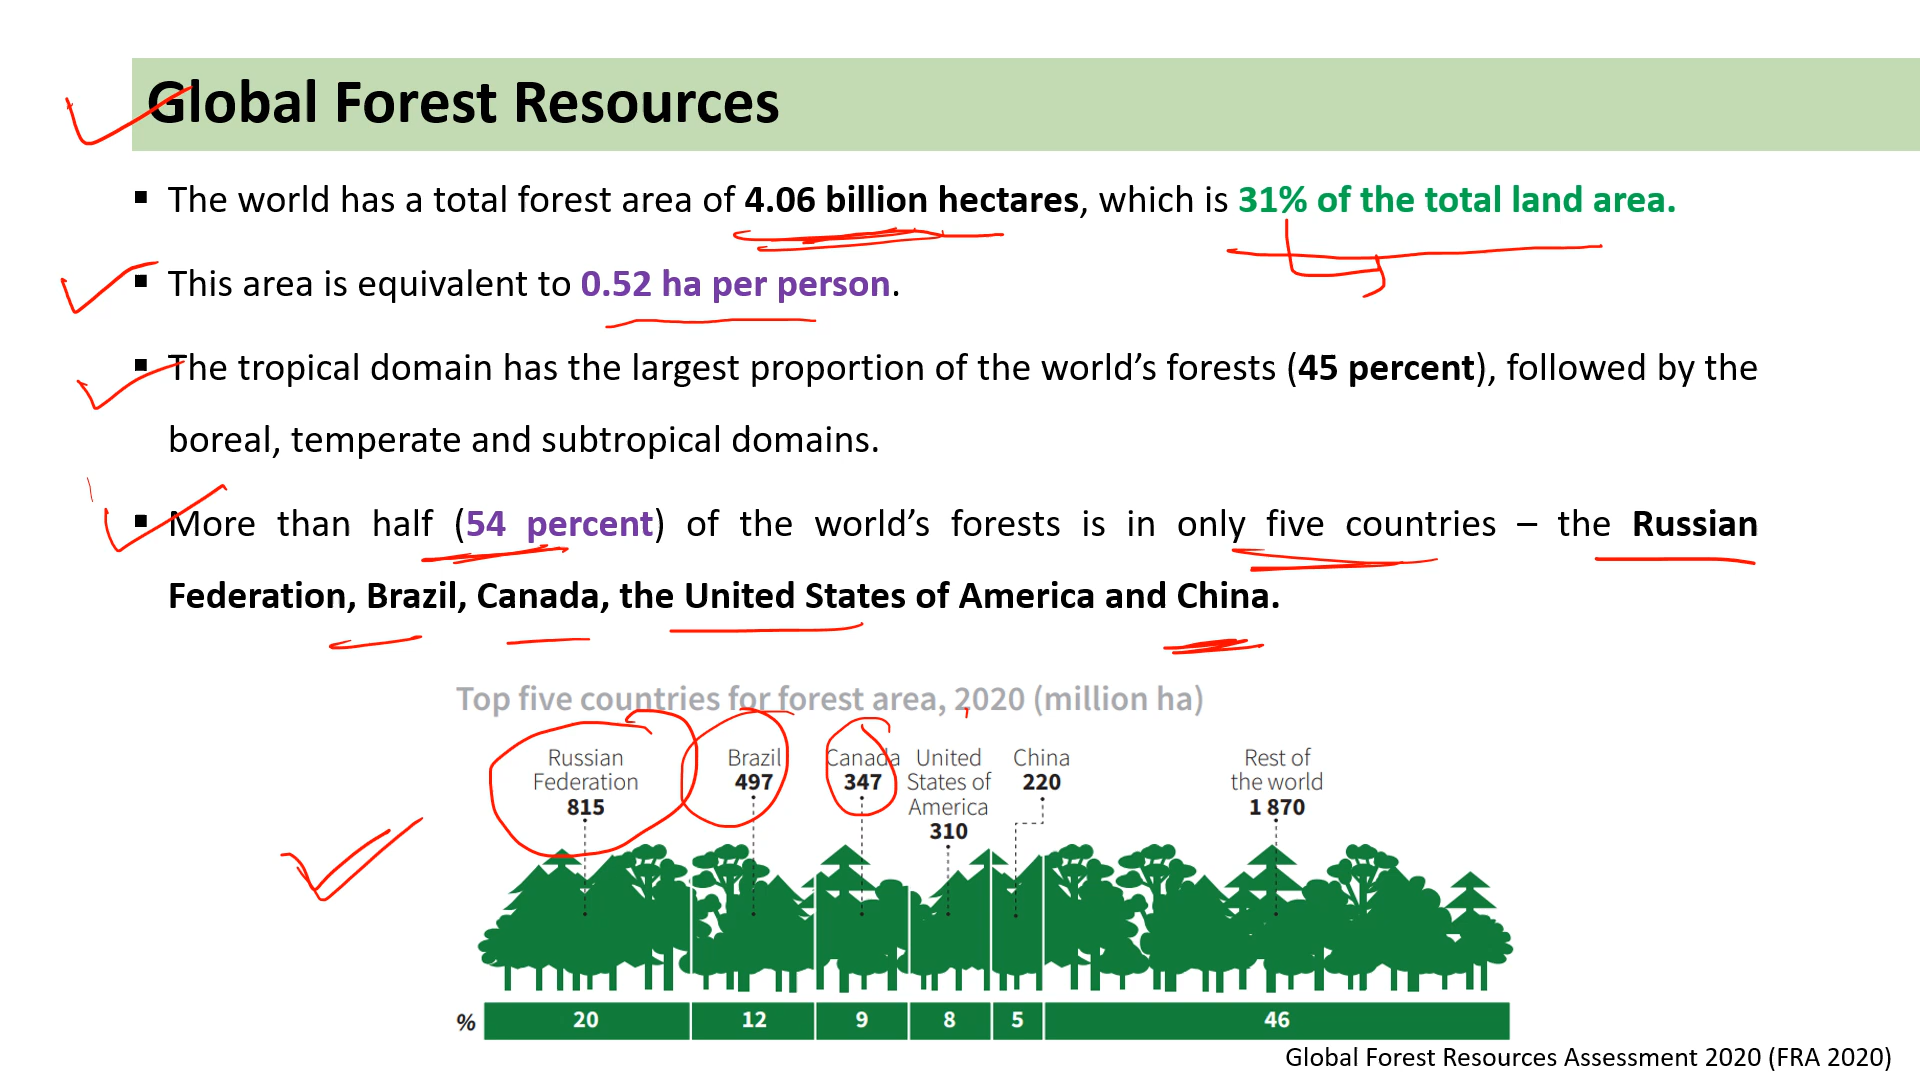 Global Forest Resources
▪ The world has a total forest area of 4.06 billion hectares, which is 31% of the total land area.
▪ This area is equivalent to 0.52 ha per person.
▪ The tropical domain has the largest proportion of the world's forests (45 percent), followed by the
boreal, temperate and subtropical domains.
▪ More than half (54 percent) of the world's forests is in only five countries – the Russian
Federation, Brazil, Canada, the United States of America and China.
Top five countries for forest area, 2020 (million ha)
Russian
Federation
815
Brazil
497
Canada
347
United
States of
America
310
China
220
Rest of
the world
1 870
% 20 12 9 8 5 46
Global Forest Resources Assessment 2020 (FRA 2020)